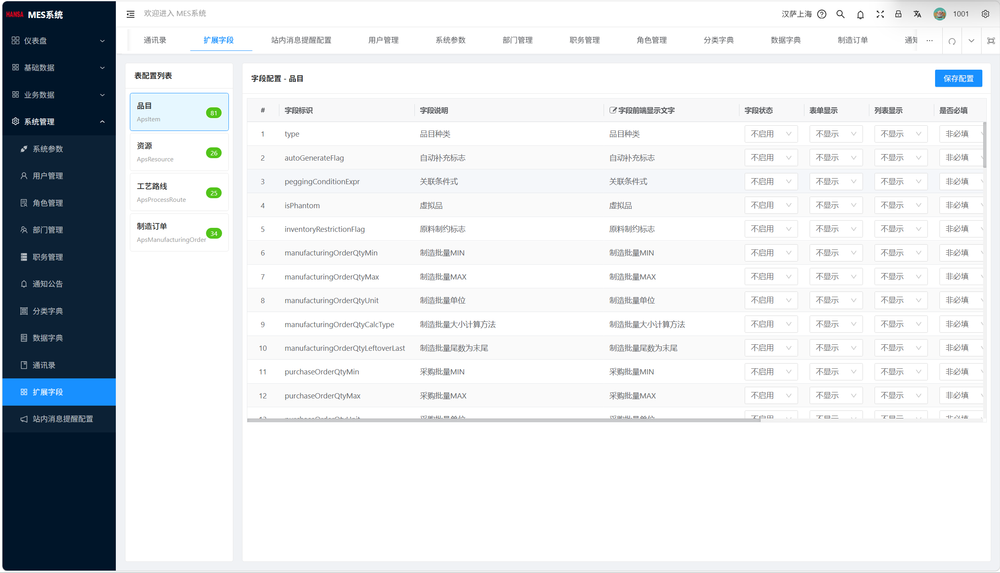 HANSA MES系统
欢迎进入 MES系统
汉萨上海
1001
仪表盘
基础数据
业务数据
系统管理
系统参数
用户管理
角色管理
部门管理
职务管理
通知公告
分类字典
数据字典
通讯录
扩展字段
站内消息提醒配置
通讯录 扩展字段 站内消息提醒配置 用户管理 系统参数 部门管理 职务管理 角色管理 分类字典 数据字典 制造订单 通知 ···
表配置列表
品目
ApsItem
81
资源
ApsResource
26
工艺路线
ApsProcessRoute
25
制造订单
ApsManufacturingOrder
34
字段配置 - 品目
保存配置
# 字段标识 字段说明 字段前端显示文字 字段状态 表单显示 列表显示 是否必填
1 type 品目种类 品目种类 不启用 不显示 不显示 非必填
2 autoGenerateFlag 自动补充标志 自动补充标志 不启用 不显示 不显示 非必填
3 peggingConditionExpr 关联条件式 关联条件式 不启用 不显示 不显示 非必填
4 isPhantom 虚拟品 虚拟品 不启用 不显示 不显示 非必填
5 inventoryRestrictionFlag 原料制约标志 原料制约标志 不启用 不显示 不显示 非必填
6 manufacturingOrderQtyMin 制造批量MIN 制造批量MIN 不启用 不显示 不显示 非必填
7 manufacturingOrderQtyMax 制造批量MAX 制造批量MAX 不启用 不显示 不显示 非必填
8 manufacturingOrderQtyUnit 制造批量单位 制造批量单位 不启用 不显示 不显示 非必填
9 manufacturingOrderQtyCalcType 制造批量大小计算方法 制造批量大小计算方法 不启用 不显示 不显示 非必填
10 manufacturingOrderQtyLeftoverLast 制造批量尾数为末尾 制造批量尾数为末尾 不启用 不显示 不显示 非必填
11 purchaseOrderQtyMin 采购批量MIN 采购批量MIN 不启用 不显示 不显示 非必填
12 purchaseOrderQtyMax 采购批量MAX 采购批量MAX 不启用 不显示 不显示 非必填
13 purchaseOrderQtyUnit 采购批量单位 采购批量单位 不启用 不显示 不显示 非必填